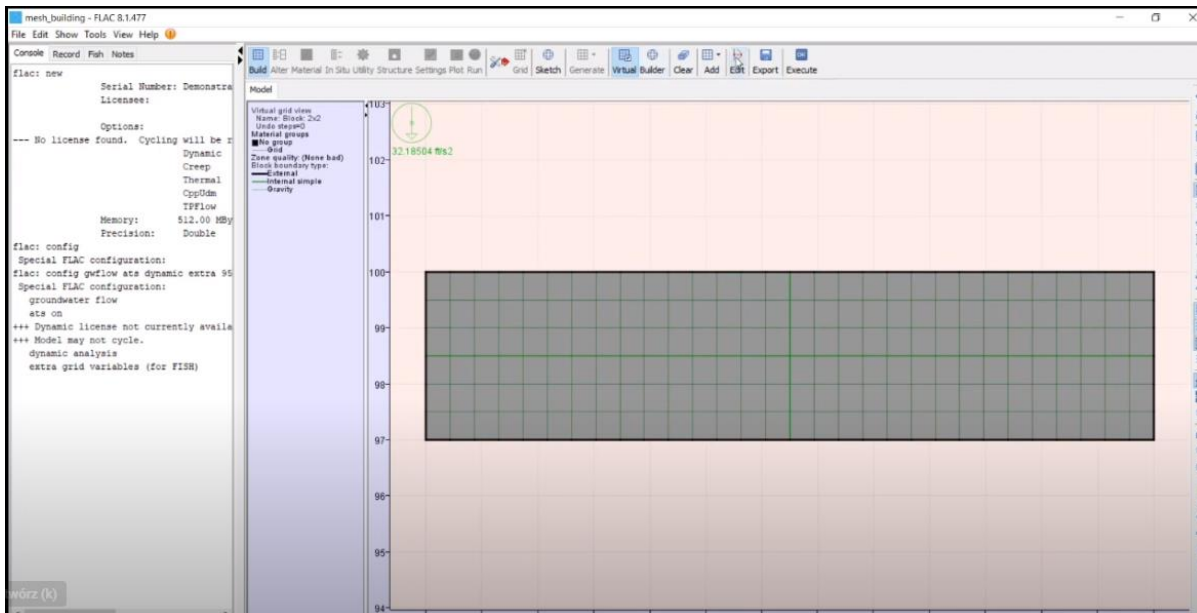 mesh_building - FLAC 8.1.477
File Edit Show Tools View Help
Console Record Fish Notes
flac: new
Serial Number: Demonstra
Licensee:
Options:
--- No license found. Cycling will be r
Dynamic
Creep
Thermal
CppUdm
TPFlow
Memory: 512.00 MBy
Precision: Double
flac: config
Special FLAC configuration:
flac: config gwflow ats dynamic extra 95
Special FLAC configuration:
groundwater flow
ats on
+++ Dynamic license not currently availa
+++ Model may not cycle.
dynamic analysis
extra grid variables (for FISH)
wórz (k)
Build Alter Material In Situ Utility Structure Settings Plot Run Grid Sketch Generate Virtual Builder Clear Add Edit Export Execute
Model
Virtual grid view
Name: Block: 2x2
Undo steps=0
Material groups
No group
Grid
Zone quality: (None bad)
Block boundary type:
External
Internal simple
Gravity
32.18504 ft/s2
103
102
101
100
99
98
97
96
95
94